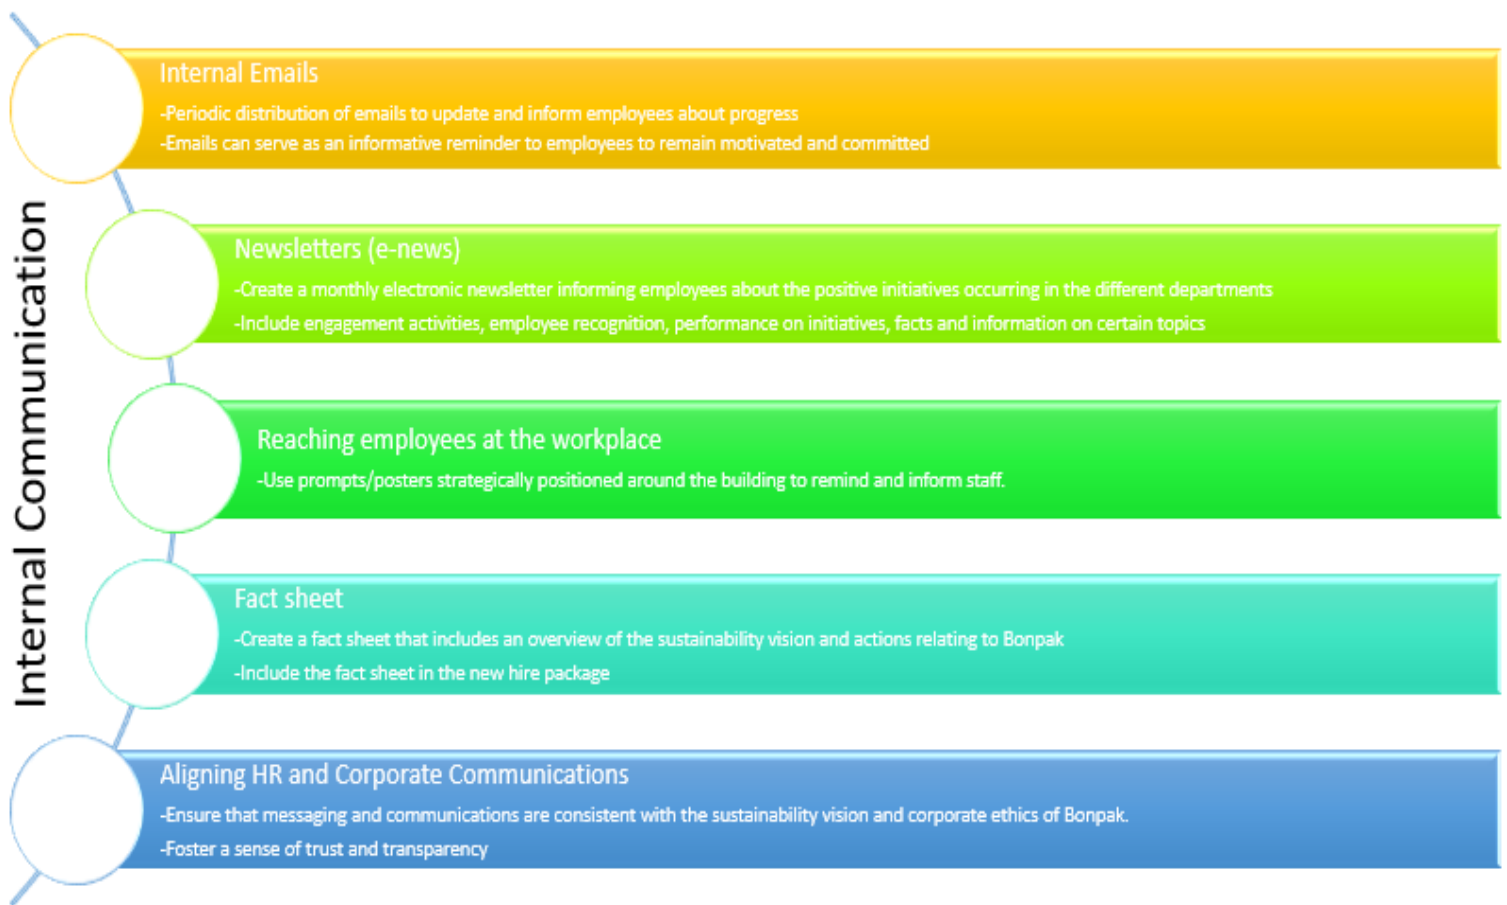 Internal Communication
Internal Emails
-Periodic distribution of emails to update and inform employees about progress
-Emails can serve as an informative reminder to employees to remain motivated and committed
Newsletters (e-news)
-Create a monthly electronic newsletter informing employees about the positive initiatives occurring in the different departments
-Include engagement activities, employee recognition, performance on initiatives, facts and information on certain topics
Reaching employees at the workplace
-Use prompts/posters strategically positioned around the building to remind and inform staff.
Fact sheet
-Create a fact sheet that includes an overview of the sustainability vision and actions relating to Bonpak
-Include the fact sheet in the new hire package
Aligning HR and Corporate Communications
-Ensure that messaging and communications are consistent with the sustainability vision and corporate ethics of Bonpak.
-Foster a sense of trust and transparency